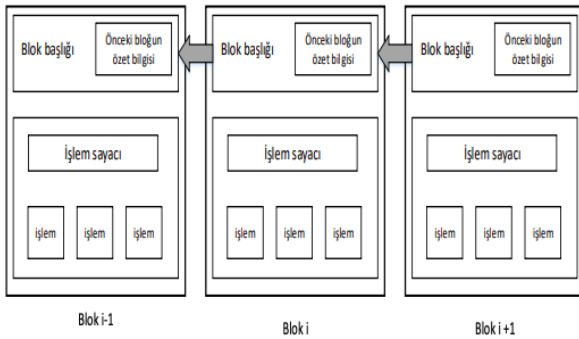 Blok başlığı
Önceki bloğun
özet bilgisi
İşlem sayacı
işlem
işlem
işlem
Blok i-1
Blok başlığı
Önceki bloğun
özet bilgisi
İşlem sayacı
işlem
işlem
işlem
Blok i
Blok başlığı
Önceki bloğun
özet bilgisi
İşlem sayacı
işlem
işlem
işlem
Blok i +1